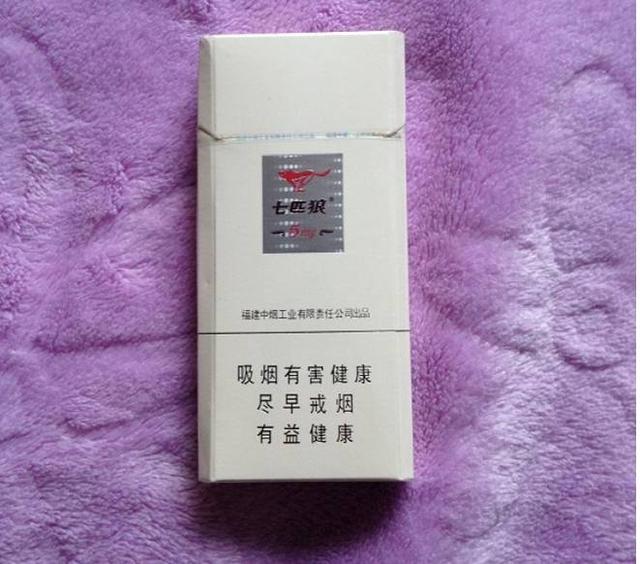 七匹狼®
5mg
福建中烟工业有限责任公司出品
吸烟有害健康
尽早戒烟
有益健康